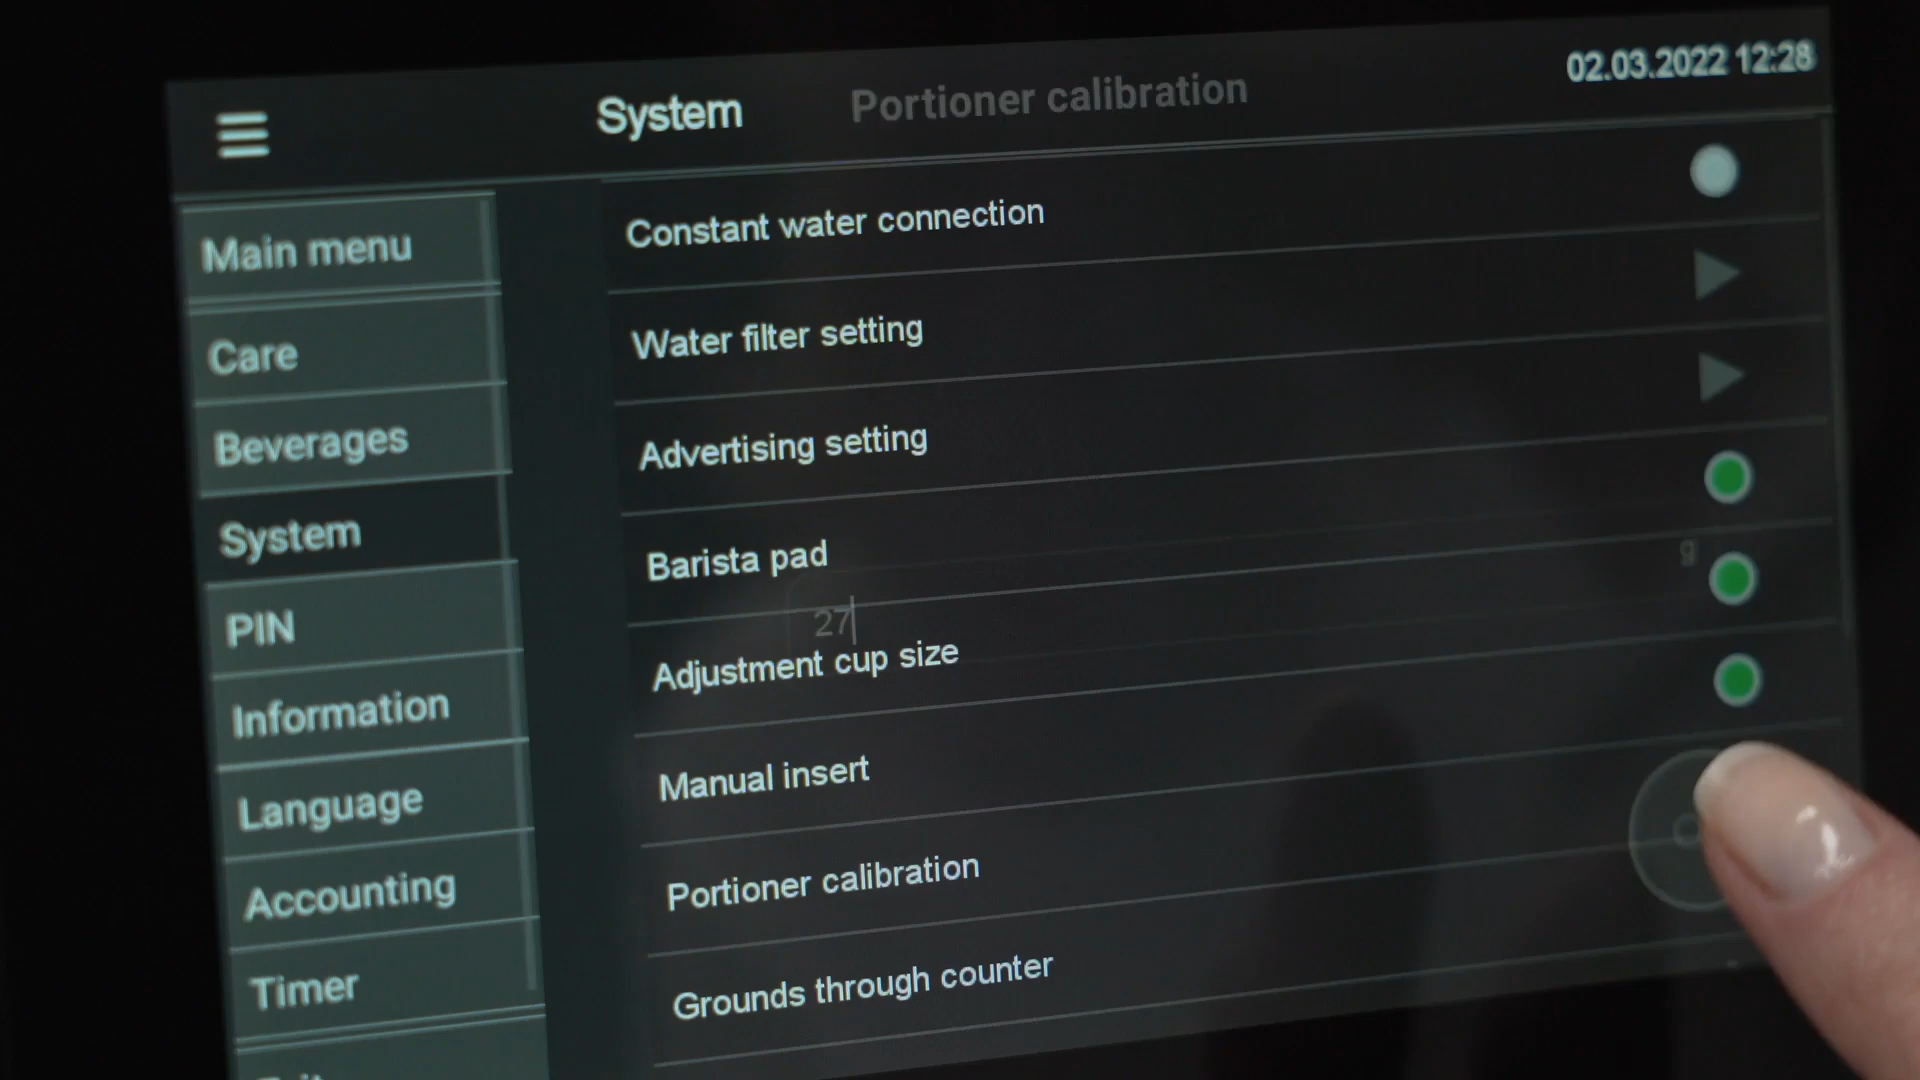 System
Portioner calibration
02.03.2022 12:28
Main menu
Care
Beverages
System
PIN
Information
Language
Accounting
Timer
Constant water connection
Water filter setting
Advertising setting
Barista pad
27
g
Adjustment cup size
Manual insert
Portioner calibration
Grounds through counter